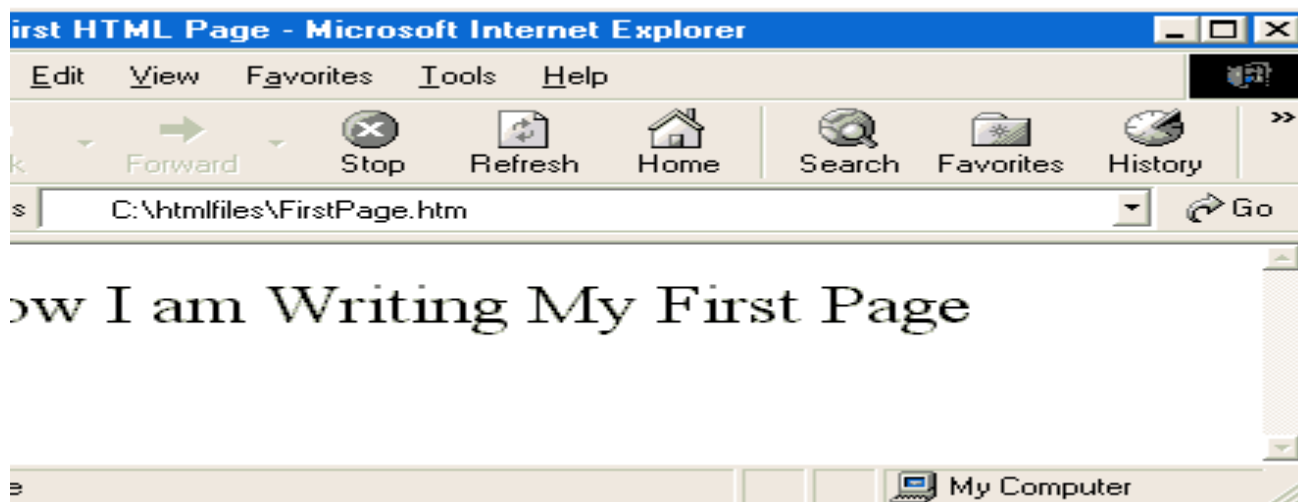 irst HTML Page - Microsoft Internet Explorer
Edit View Favorites Tools Help
k Forward Stop Refresh Home Search Favorites History »
s C:\htmlfiles\FirstPage.htm Go
ow I am Writing My First Page
e My Computer